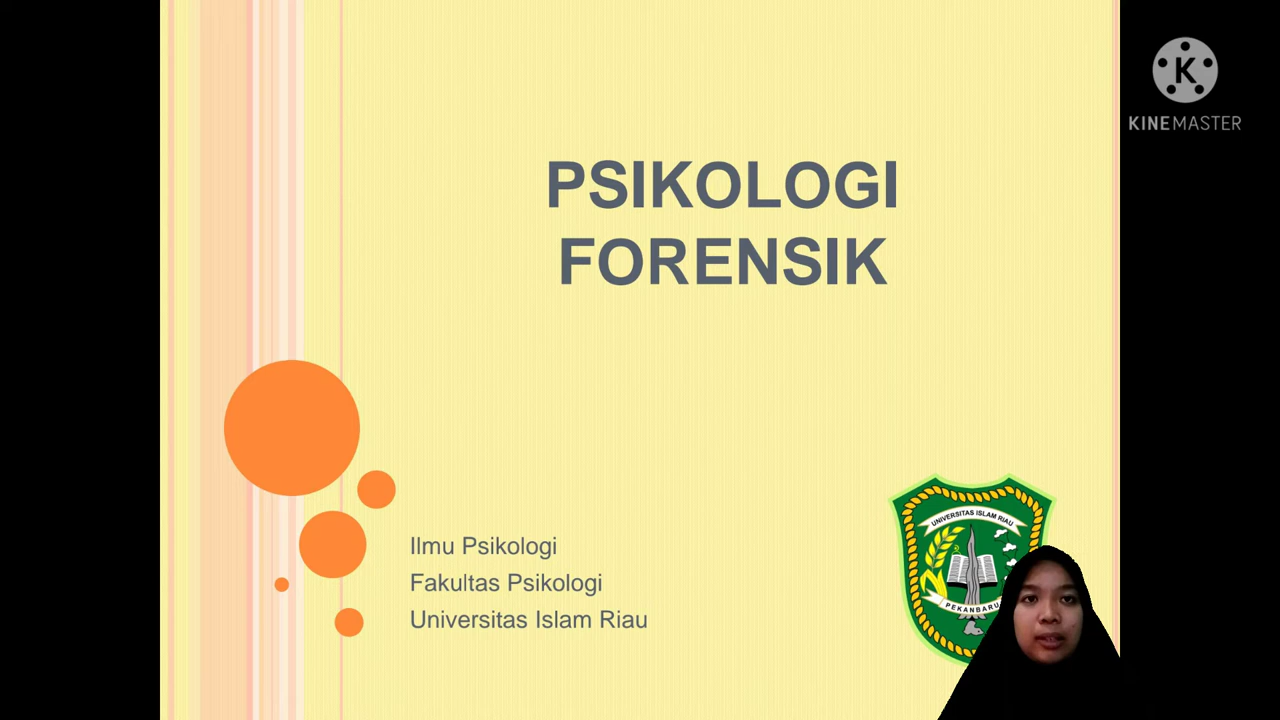 KINEMASTER
PSIKOLOGI
FORENSIK
Ilmu Psikologi
Fakultas Psikologi
Universitas Islam Riau
UNIVERSITAS ISLAM RIAU
PEKANBARU